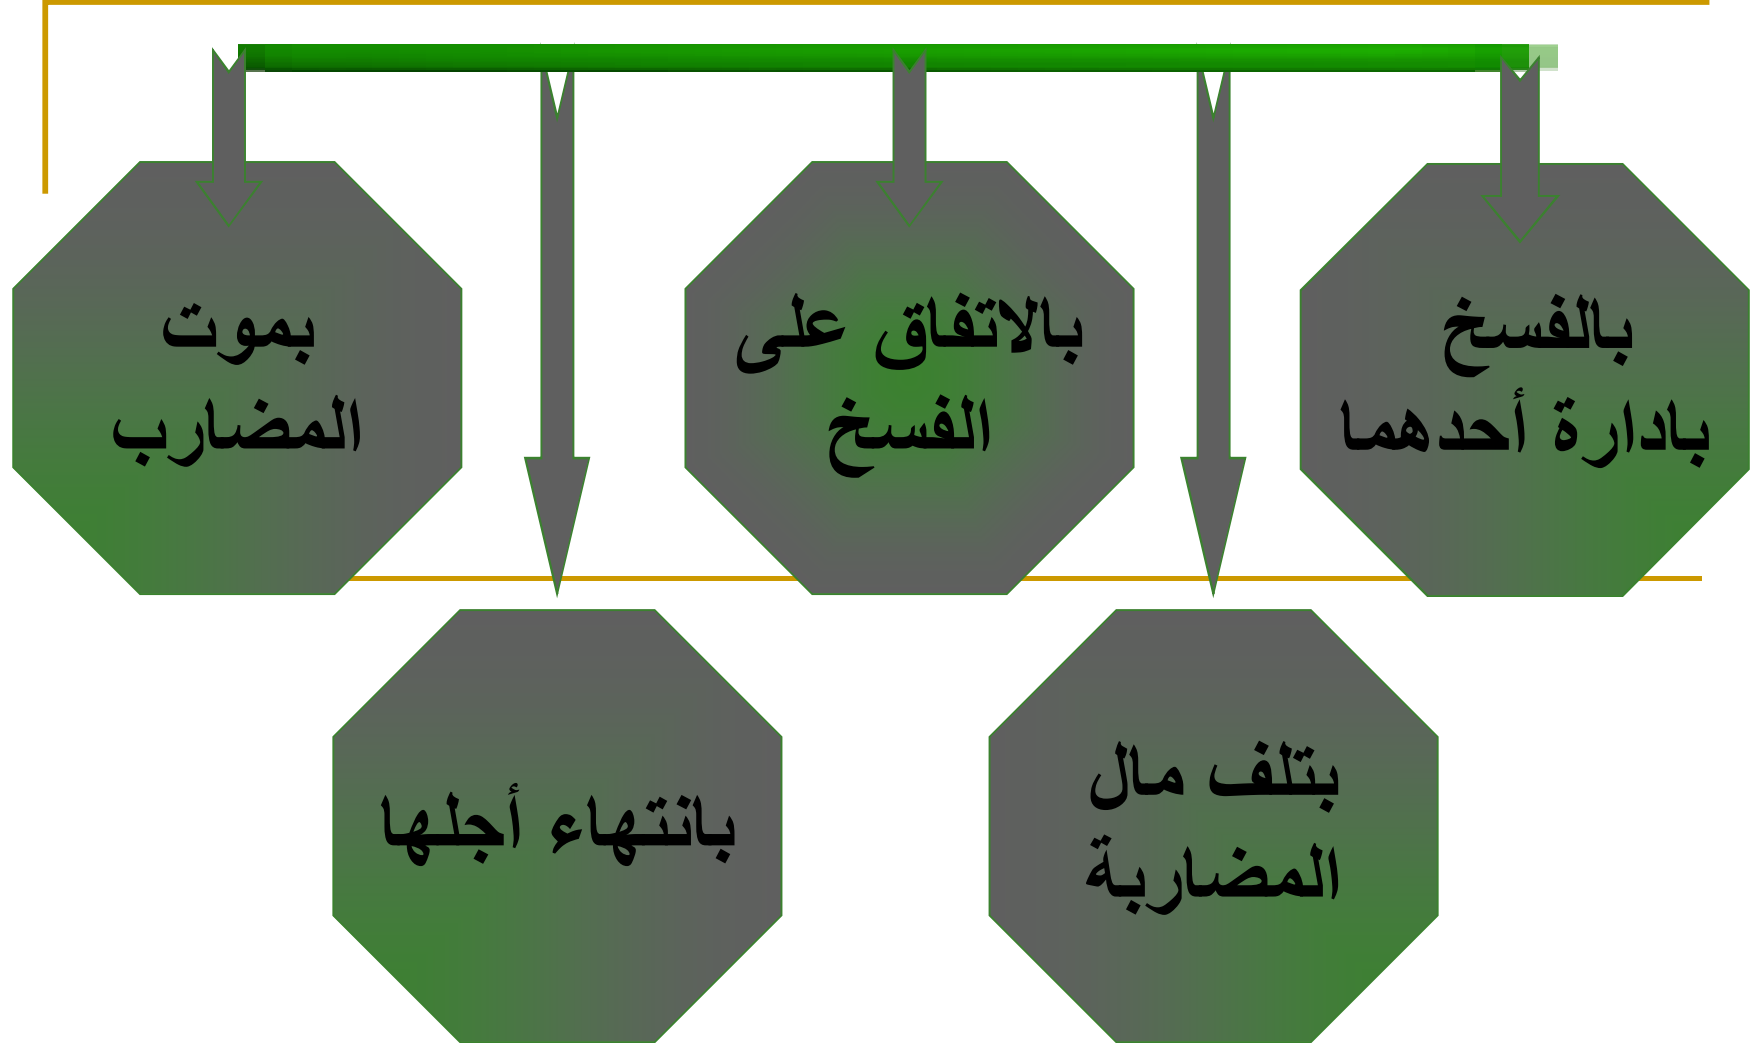 بالفسخ
بادارة أحدهما
بالاتفاق على
الفسخ
بموت
المضارب
بتلف مال
المضاربة
بانتهاء أجلها